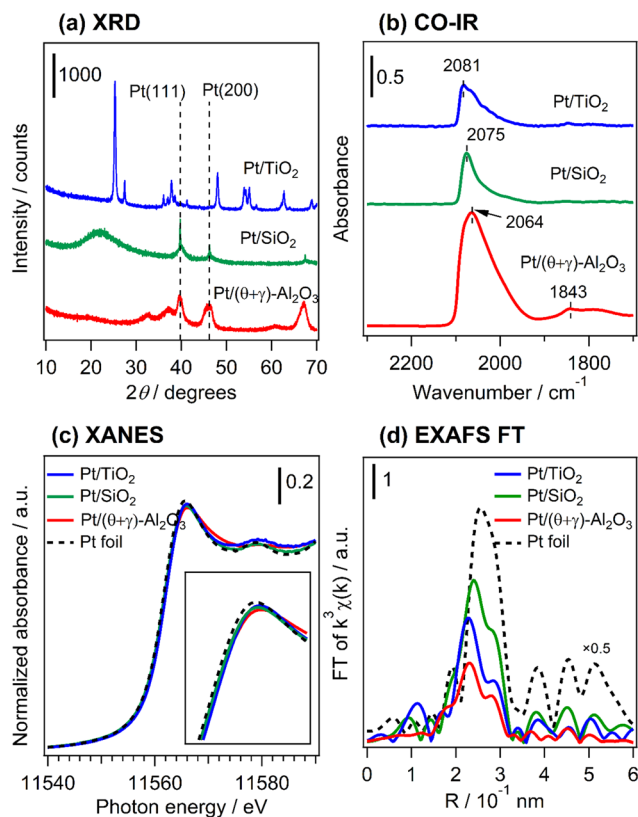 (a) XRD
1000
Pt(111)
Pt(200)
Pt/TiO₂
Pt/SiO₂
Pt/(θ+γ)-Al₂O₃
Intensity / counts
10 20 30 40 50 60 70
2θ / degrees
(b) CO-IR
0.5
2081
Pt/TiO₂
2075
Pt/SiO₂
2064
Pt/(θ+γ)-Al₂O₃
1843
Absorbance
2200 2000 1800
Wavenumber / cm⁻¹
(c) XANES
0.2
Pt/TiO₂
Pt/SiO₂
Pt/(θ+γ)-Al₂O₃
Pt foil
Normalized absorbance / a.u.
11540 11560 11580
Photon energy / eV
(d) EXAFS FT
1
Pt/TiO₂
Pt/SiO₂
Pt/(θ+γ)-Al₂O₃
Pt foil
×0.5
FT of k³χ(k) / a.u.
0 1 2 3 4 5 6
R / 10⁻¹ nm